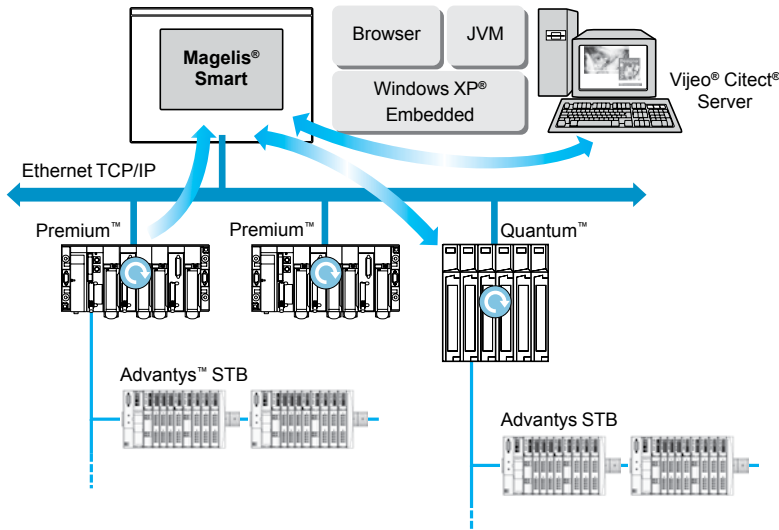 Magelis®
Smart
Browser
JVM
Windows XP®
Embedded
Vijeo® Citect®
Server
Ethernet TCP/IP
Premium™
Premium™
Quantum™
Advantys™ STB
Advantys STB